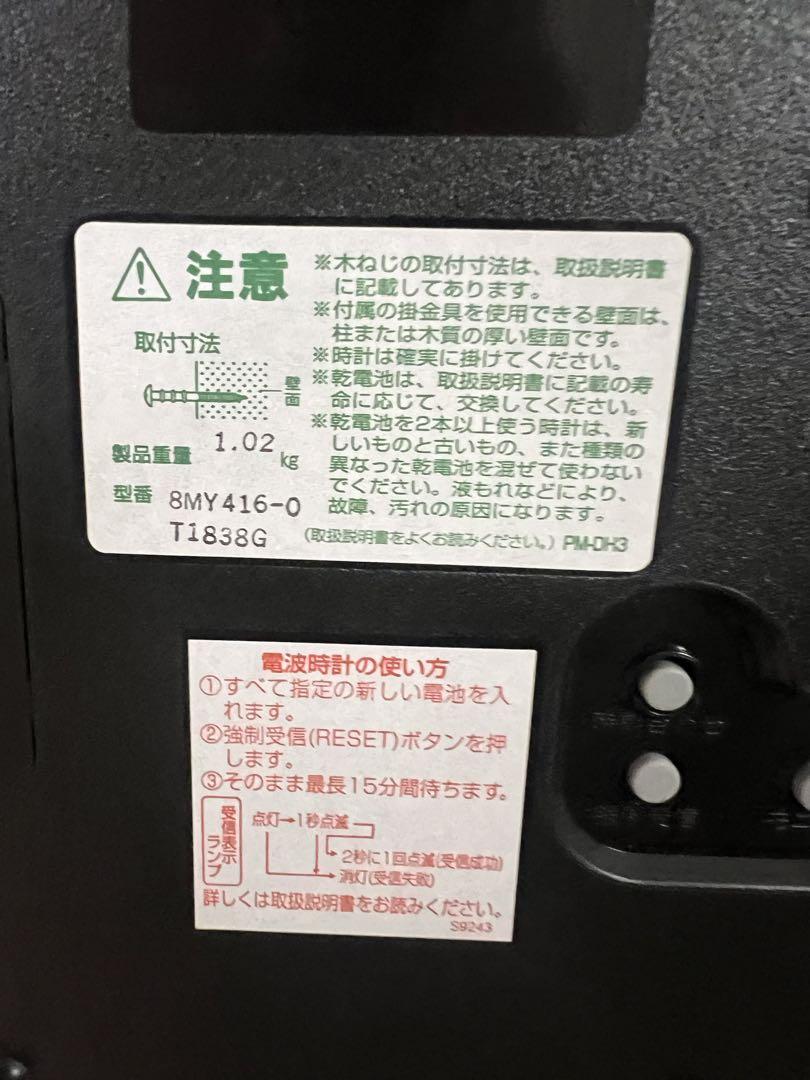 注意
取付寸法
壁面
製品重量 1.02 kg
型番 8MY416-0
T1838G
※木ねじの取付寸法は、取扱説明書
に記載してあります。
※付属の掛金具を使用できる壁面は、
柱または木質の厚い壁面です。
※時計は確実に掛けてください。
※乾電池は、取扱説明書に記載の寿
命に応じて、交換してください。
※乾電池を2本以上使う時計は、新
しいものと古いもの、また種類の
異なった乾電池を混ぜて使わない
でください。液もれなどにより、
故障、汚れの原因になります。
(取扱説明書をよくお読みください。) PM-DH3
電波時計の使い方
①すべて指定の新しい電池を入
れます。
②強制受信(RESET)ボタンを押
します。
③そのまま最長15分間待ちます。
受信表示
ランプ
点灯→1秒点滅
2秒に1回点滅(受信成功)
消灯(受信失敗)
詳しくは取扱説明書をお読みください。
S9243